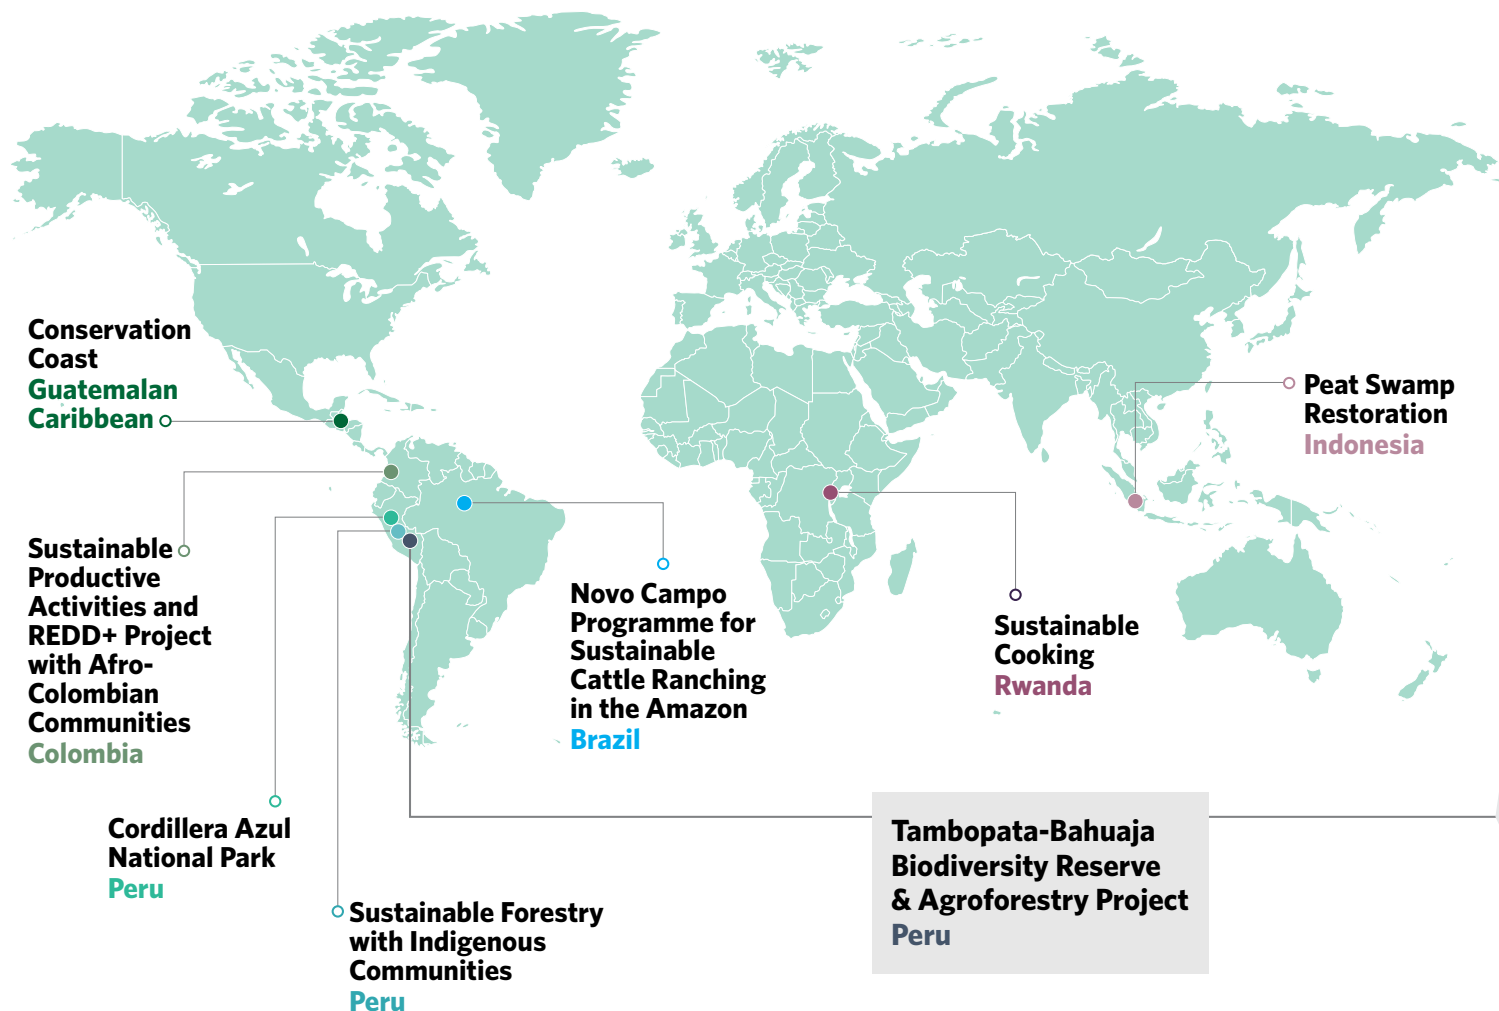 Conservation
Coast
Guatemalan
Caribbean
Peat Swamp
Restoration
Indonesia
Sustainable
Productive
Activities and
REDD+ Project
with Afro-
Colombian
Communities
Colombia
Novo Campo
Programme for
Sustainable
Cattle Ranching
in the Amazon
Brazil
Sustainable
Cooking
Rwanda
Cordillera Azul
National Park
Peru
Sustainable Forestry
with Indigenous
Communities
Peru
Tambopata-Bahuaja
Biodiversity Reserve
& Agroforestry Project
Peru